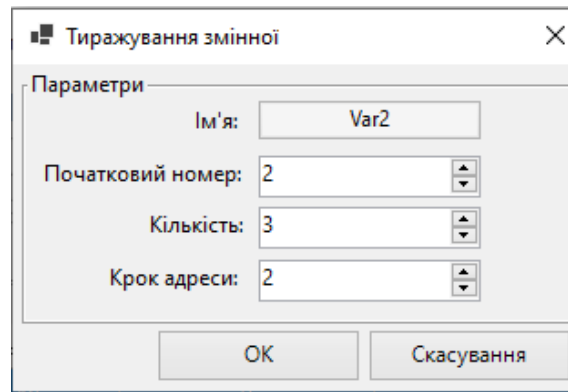 Тиражування змінної
Параметри
Ім'я: Var2
Початковий номер: 2
Кількість: 3
Крок адреси: 2
OK Скасування